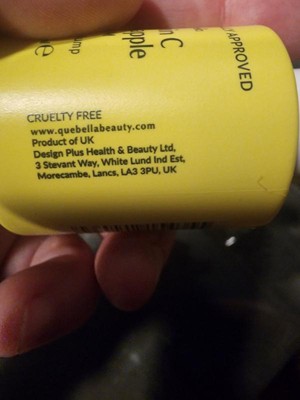 APPROVED
CRUELTY FREE
www.quebellabeauty.com
Product of UK
Design Plus Health & Beauty Ltd,
3 Stevant Way, White Lund Ind Est,
Morecambe, Lancs, LA3 3PU, UK